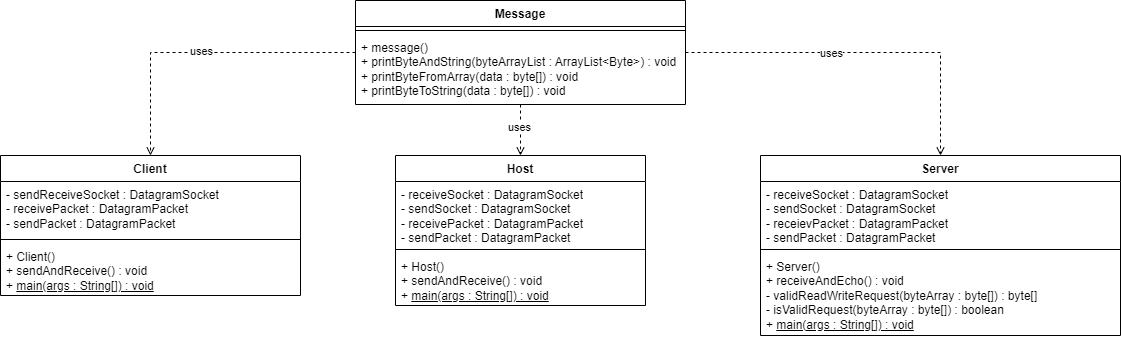 Message
+ message()
+ printByteAndString(byteArrayList : ArrayList<Byte>) : void
+ printByteFromArray(data : byte[]) : void
+ printByteToString(data : byte[]) : void
uses
uses
uses
Client
- sendReceiveSocket : DatagramSocket
- receivePacket : DatagramPacket
- sendPacket : DatagramPacket
+ Client()
+ sendAndReceive() : void
+ main(args : String[]) : void
Host
- receiveSocket : DatagramSocket
- sendSocket : DatagramSocket
- receivePacket : DatagramPacket
- sendPacket : DatagramPacket
+ Host()
+ sendAndReceive() : void
+ main(args : String[]) : void
Server
- receiveSocket : DatagramSocket
- sendSocket : DatagramSocket
- receievPacket : DatagramPacket
- sendPacket : DatagramPacket
+ Server()
+ receiveAndEcho() : void
- validReadWriteRequest(byteArray : byte[]) : byte[]
- isValidRequest(byteArray : byte[]) : boolean
+ main(args : String[]) : void